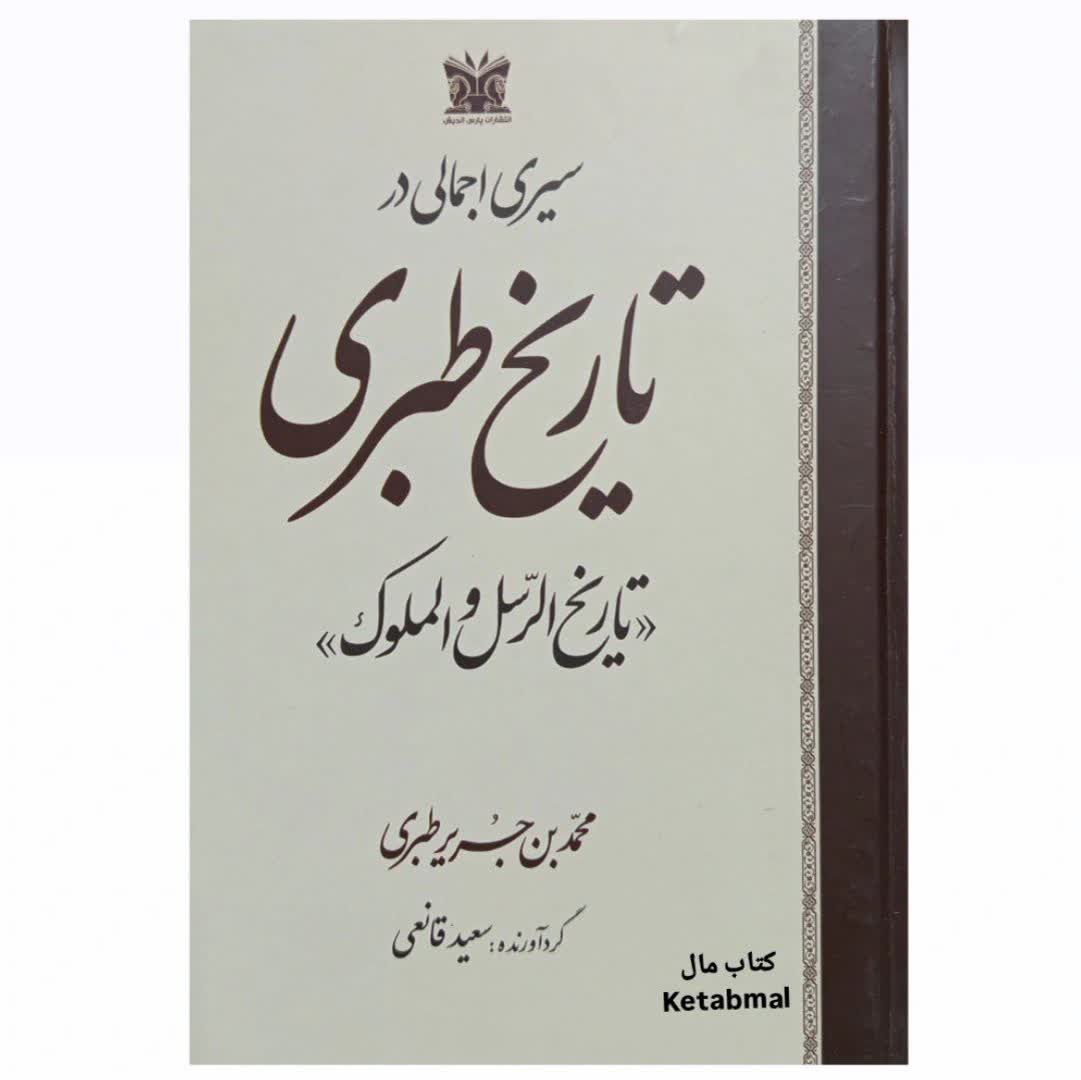 انتشارات پارس اندیش
سیری اجمالی در
تاریخ طبری
«تاریخ الرّسل و الملوک»
محمّد بن جریر طبری
گردآورنده: سعید قانعی
کتاب مال
Ketabmal